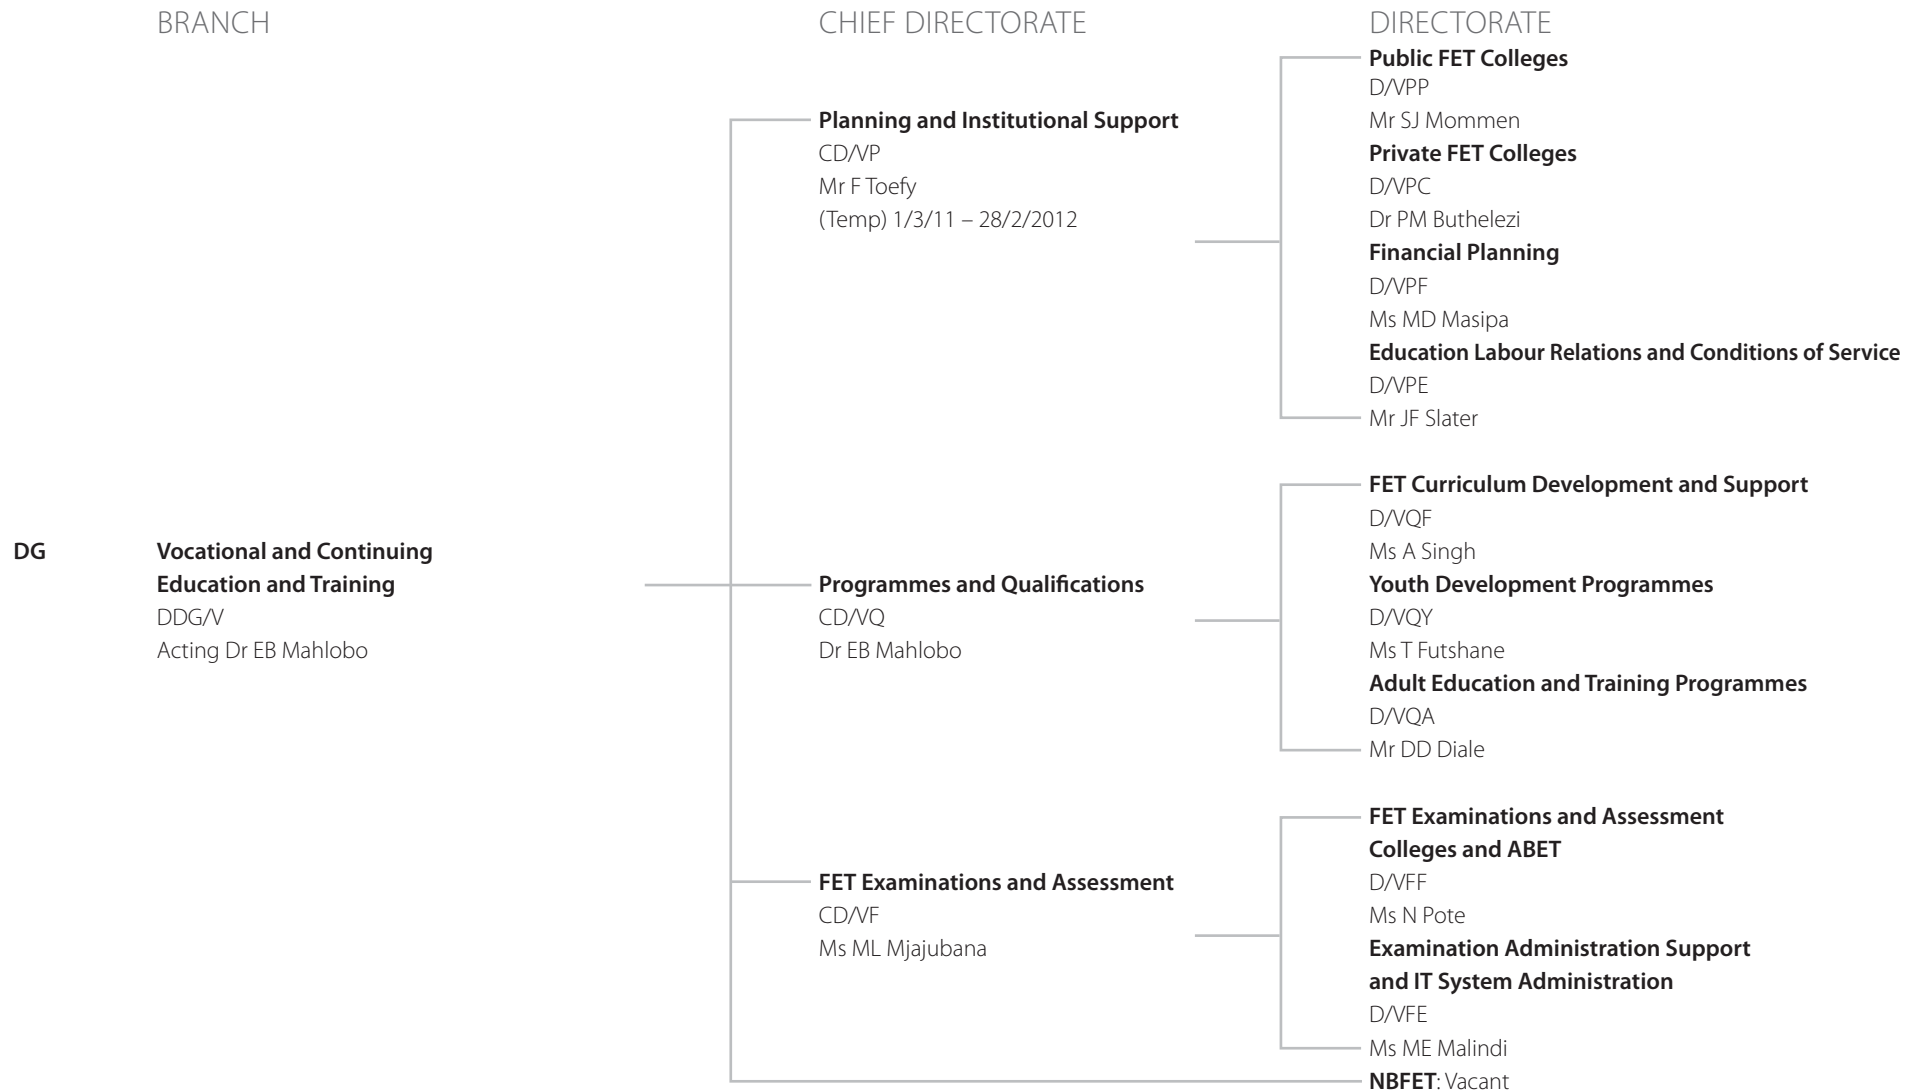 BRANCH
CHIEF DIRECTORATE
DIRECTORATE
DG
Vocational and Continuing
Education and Training
DDG/V
Acting Dr EB Mahlobo
Planning and Institutional Support
CD/VP
Mr F Toefy
(Temp) 1/3/11 – 28/2/2012
Public FET Colleges
D/VPP
Mr SJ Mommen
Private FET Colleges
D/VPC
Dr PM Buthelezi
Financial Planning
D/VPF
Ms MD Masipa
Education Labour Relations and Conditions of Service
D/VPE
Mr JF Slater
Programmes and Qualifications
CD/VQ
Dr EB Mahlobo
FET Curriculum Development and Support
D/VQF
Ms A Singh
Youth Development Programmes
D/VQY
Ms T Futshane
Adult Education and Training Programmes
D/VQA
Mr DD Diale
FET Examinations and Assessment
CD/VF
Ms ML Mjajubana
FET Examinations and Assessment
Colleges and ABET
D/VFF
Ms N Pote
Examination Administration Support
and IT System Administration
D/VFE
Ms ME Malindi
NBFET: Vacant